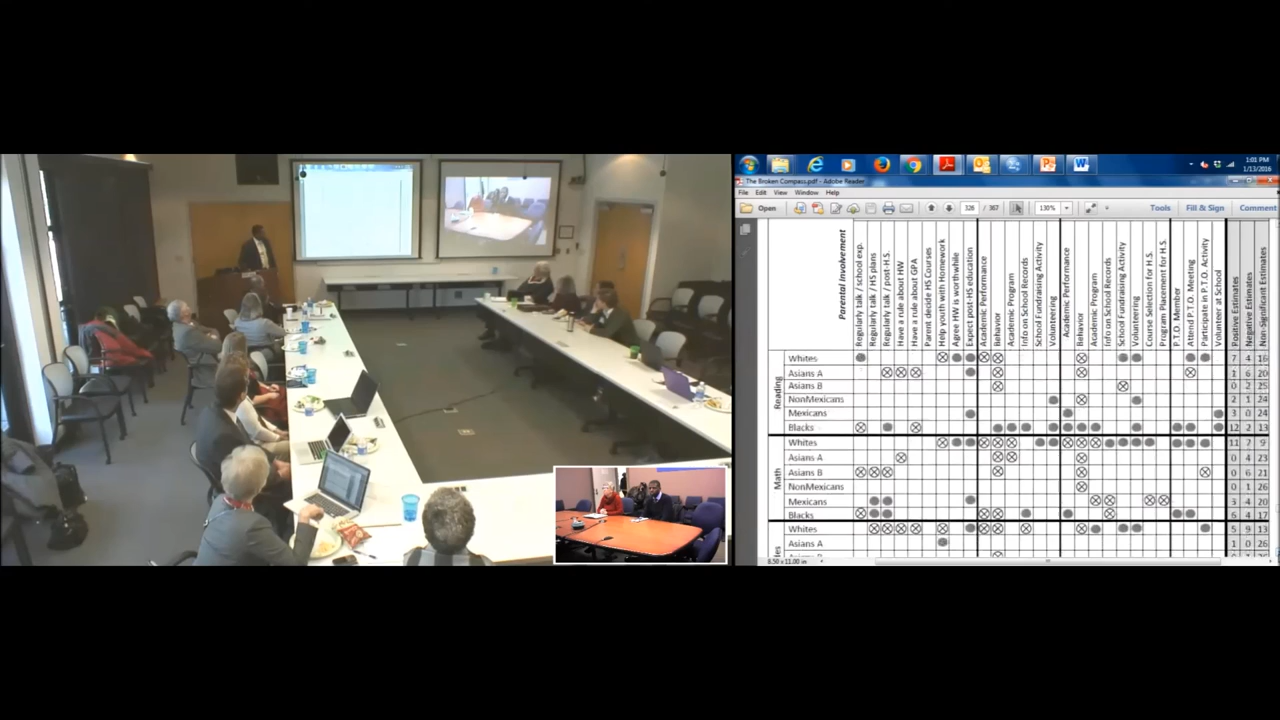 1:01 PM
1/13/2016
The Broken Compass.pdf - Adobe Reader
File Edit View Window Help
Open 326 / 367 130% Tools Fill & Sign Comment
Parental Involvement
Regularly talk / school exp.
Regularly talk / HS plans
Regularly talk / post-H.S.
Have a rule about HW
Have a rule about GPA
Parent decide HS Courses
Help youth with Homework
Agree HW is worthwhile
Expect post-HS education
Academic Performance
Behavior
Academic Program
Info on School Records
School Fundraising Activity
Volunteering
Academic Performance
Behavior
Academic Program
Info on School Records
School Fundraising Activity
Volunteering
Course Selection for H.S.
Program Placement for H.S.
P.T.O. Member
Attend P.T.O. Meeting
Participate in P.T.O. Activity
Volunteer at School
Positive Estimates
Negative Estimates
Non-Significant Estimates
Reading
Whites 7 4 16
Asians A 1 6 20
Asians B 0 2 25
NonMexicans 2 1 24
Mexicans 3 0 24
Blacks 12 2 13
Math
Whites 11 7 9
Asians A 0 4 23
Asians B 0 6 21
NonMexicans 0 1 26
Mexicans 3 4 20
Blacks 6 4 17
Whites 5 9 13
Asians A 1 0 26
8.50 x 11.00 in